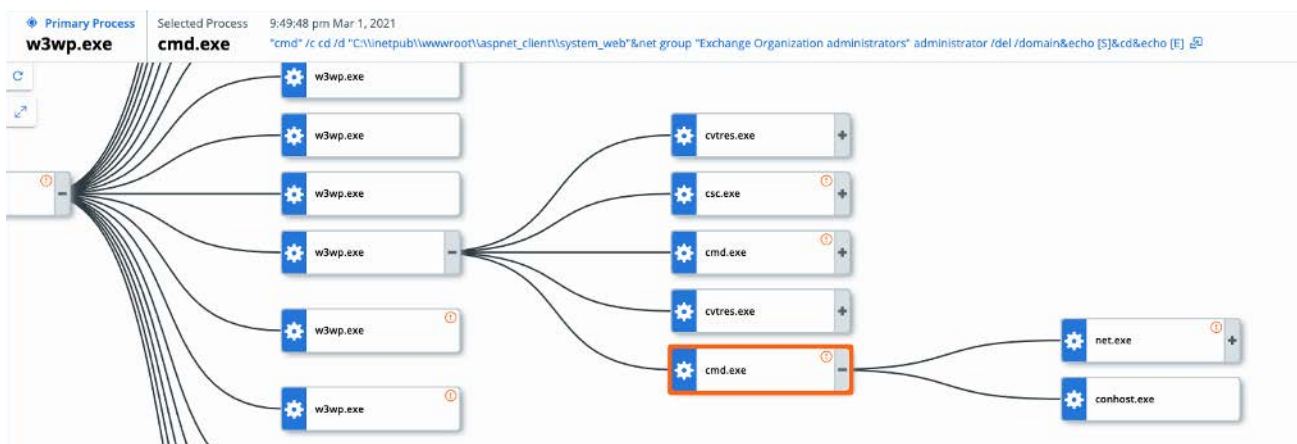 Primary Process
Selected Process
9:49:48 pm Mar 1, 2021
w3wp.exe
cmd.exe
"cmd" /c cd /d "C:\\inetpub\\wwwroot\\aspnet_client\\system_web"&net group "Exchange Organization administrators" administrator /del /domain&echo [S]&cd&echo [E]
w3wp.exe
w3wp.exe
cvtres.exe
w3wp.exe
csc.exe
w3wp.exe
cmd.exe
cvtres.exe
w3wp.exe
net.exe
cmd.exe
w3wp.exe
conhost.exe